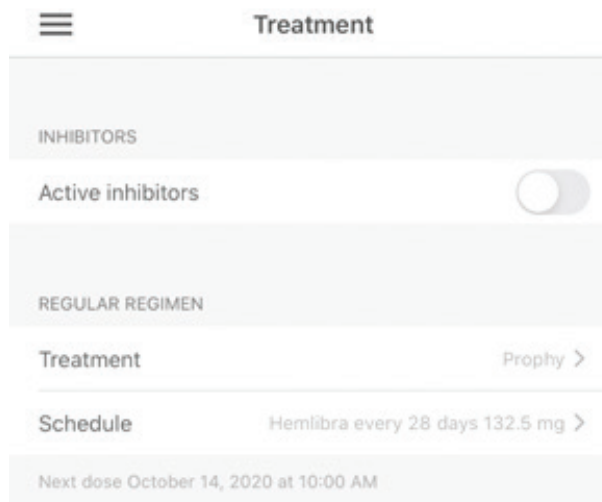 Treatment
INHIBITORS
Active inhibitors
REGULAR REGIMEN
Treatment Prophy >
Schedule Hemlibra every 28 days 132.5 mg >
Next dose October 14, 2020 at 10:00 AM